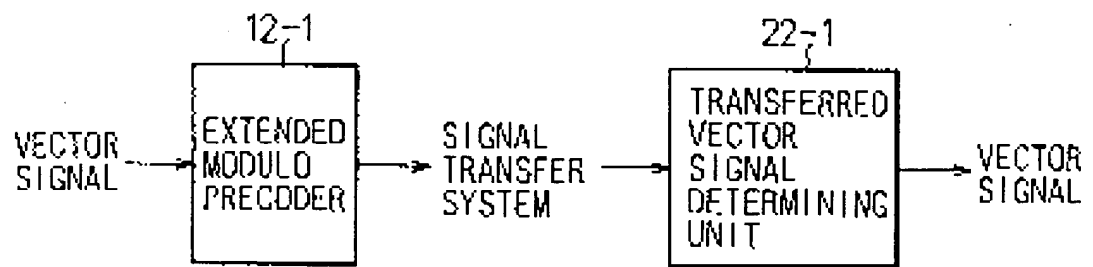 12-1
22-1
VECTOR
SIGNAL
EXTENDED
MODULO
PRECODER
SIGNAL
TRANSFER
SYSTEM
TRANSFERRED
VECTOR
SIGNAL
DETERMINING
UNIT
VECTOR
SIGNAL